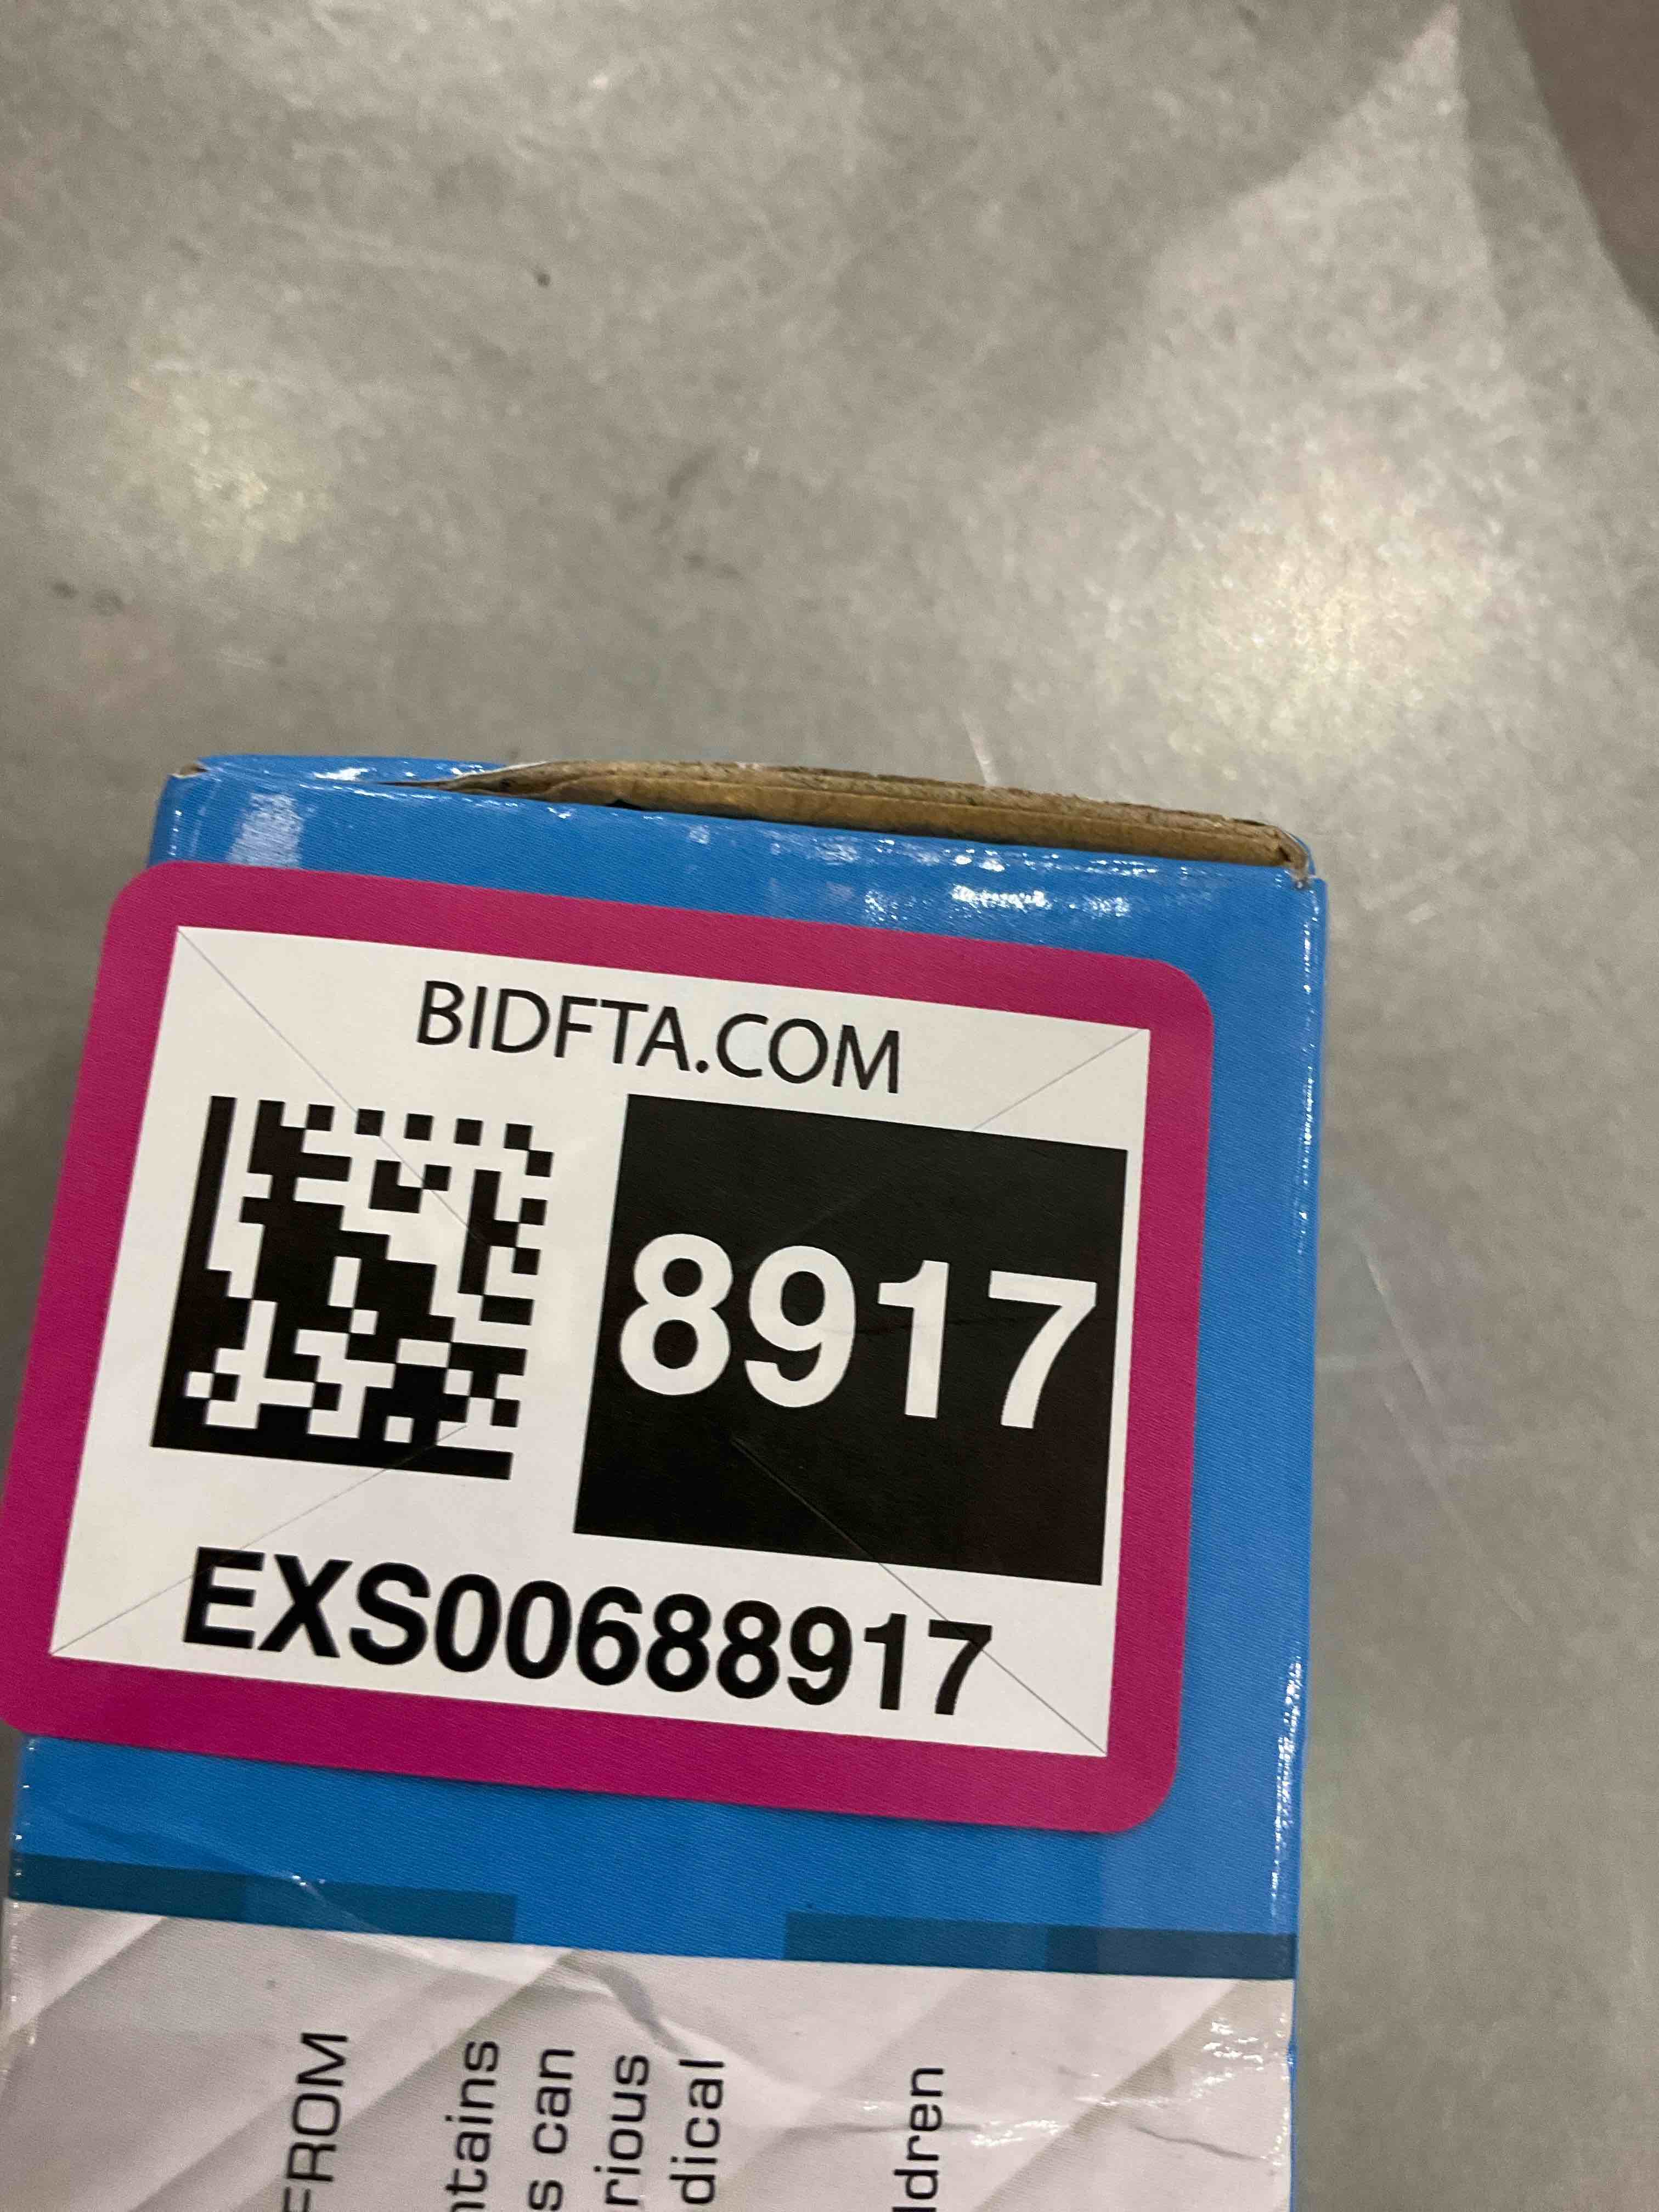 BIDFTA.COM
8917
EXS00688917
FROM
ntains
s can
rious
dical
ldren